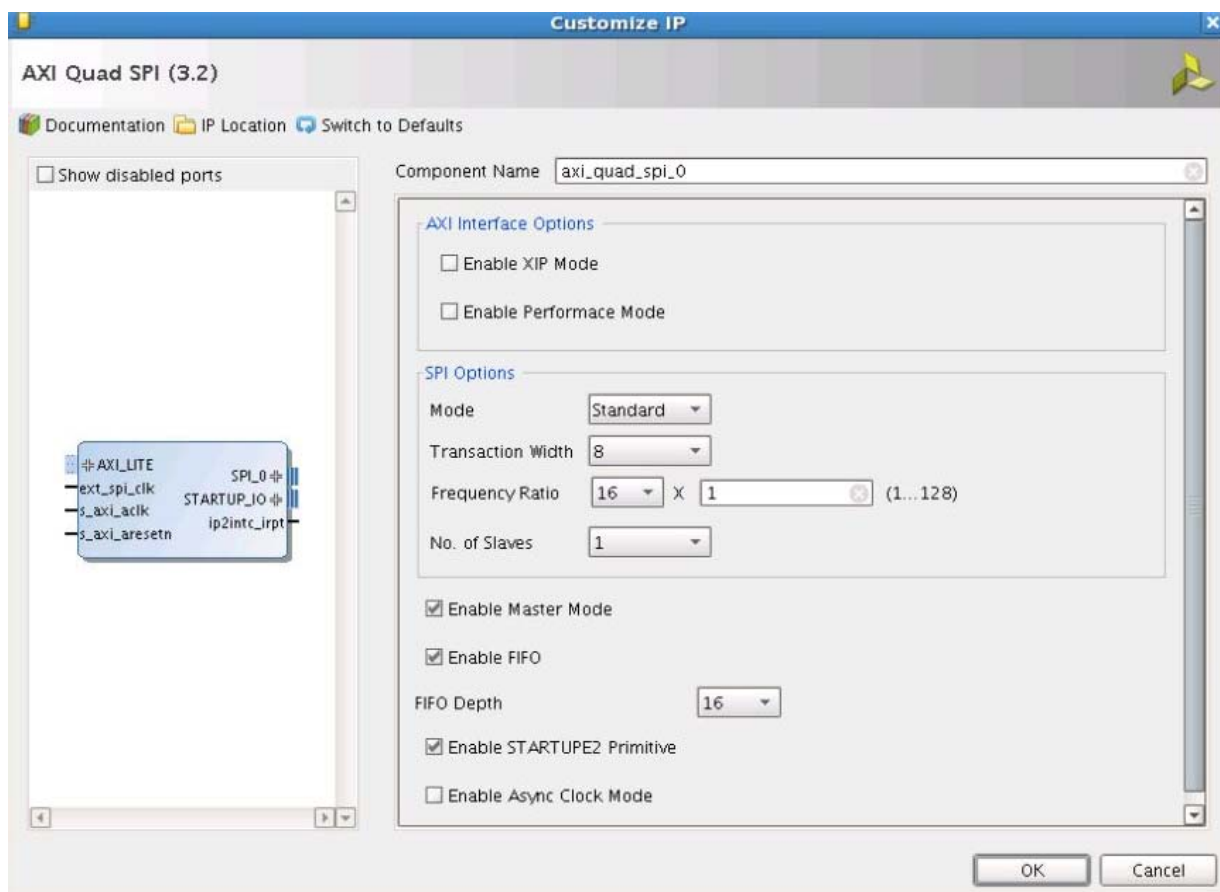 Customize IP
AXI Quad SPI (3.2)
Documentation IP Location Switch to Defaults
Show disabled ports
Component Name axi_quad_spi_0
AXI Interface Options
Enable XIP Mode
Enable Performace Mode
SPI Options
Mode Standard
Transaction Width 8
Frequency Ratio 16 X 1 (1...128)
No. of Slaves 1
Enable Master Mode
Enable FIFO
FIFO Depth 16
Enable STARTUPE2 Primitive
Enable Async Clock Mode
AXI_LITE
ext_spi_clk
s_axi_aclk
s_axi_aresetn
SPI_0
STARTUP_IO
ip2intc_irpt
OK Cancel